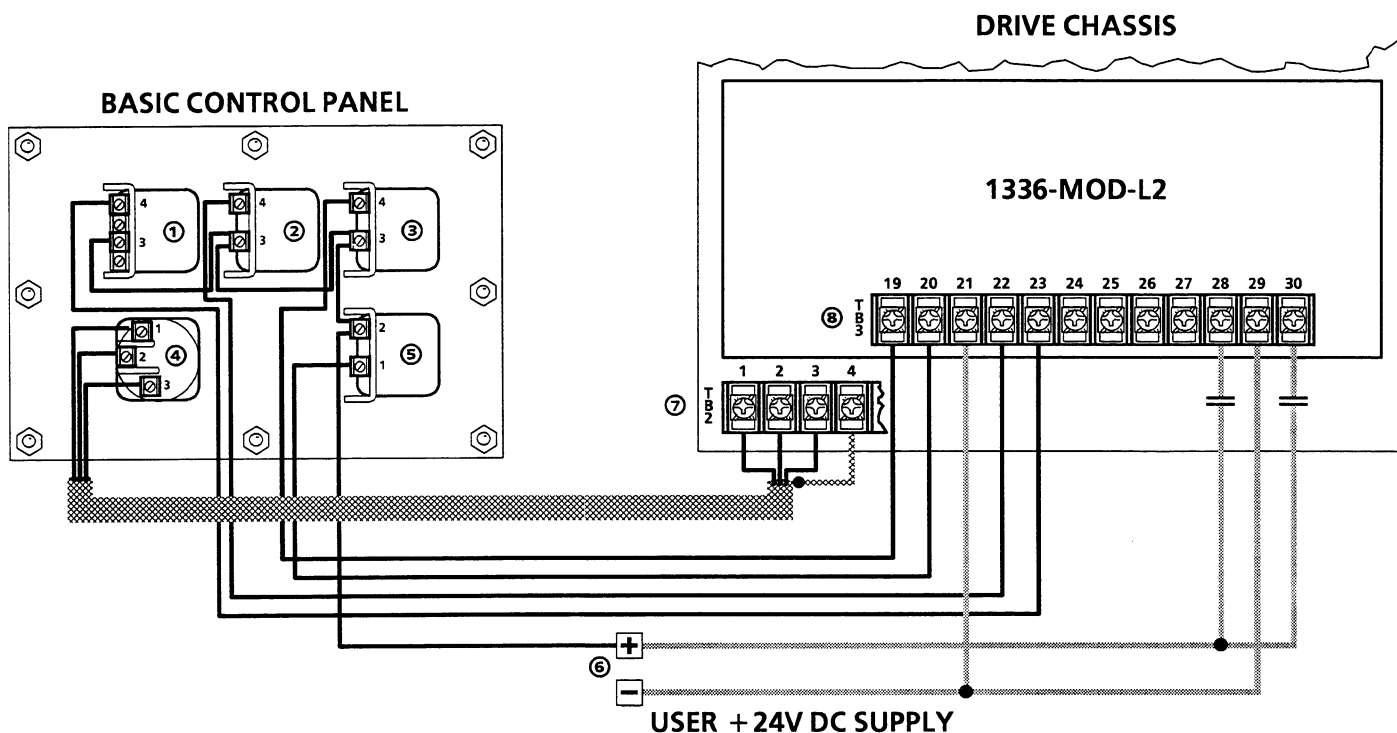 DRIVE CHASSIS
BASIC CONTROL PANEL
1336-MOD-L2
4
3
①
4
3
②
4
3
③
19 20 21 22 23 24 25 26 27 28 29 30
⑧
TB3
1
2
3
④
2
1
⑤
1 2 3 4
⑦
TB2
+
⑥
−
USER +24V DC SUPPLY